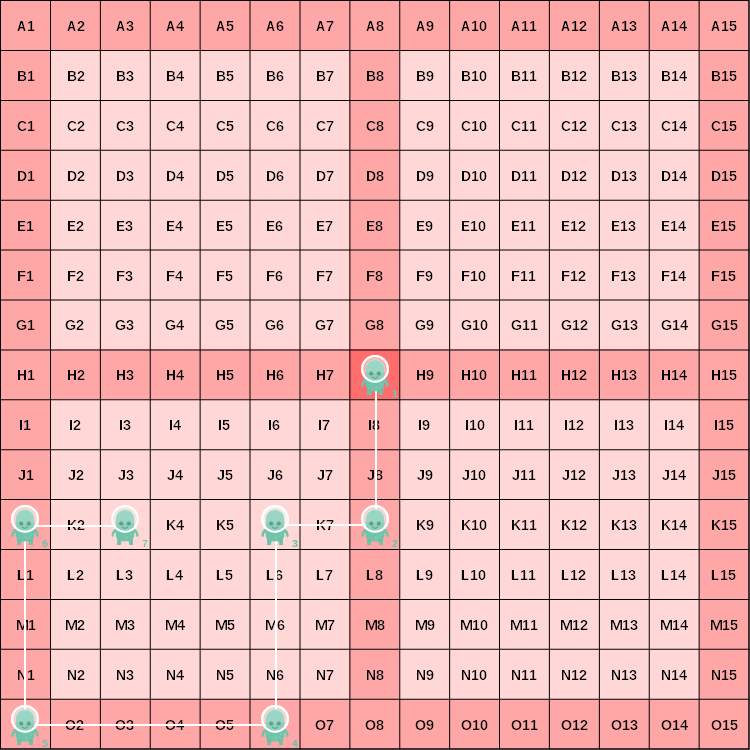 A1 A2 A3 A4 A5 A6 A7 A8 A9 A10 A11 A12 A13 A14 A15
B1 B2 B3 B4 B5 B6 B7 B8 B9 B10 B11 B12 B13 B14 B15
C1 C2 C3 C4 C5 C6 C7 C8 C9 C10 C11 C12 C13 C14 C15
D1 D2 D3 D4 D5 D6 D7 D8 D9 D10 D11 D12 D13 D14 D15
E1 E2 E3 E4 E5 E6 E7 E8 E9 E10 E11 E12 E13 E14 E15
F1 F2 F3 F4 F5 F6 F7 F8 F9 F10 F11 F12 F13 F14 F15
G1 G2 G3 G4 G5 G6 G7 G8 G9 G10 G11 G12 G13 G14 G15
H1 H2 H3 H4 H5 H6 H7 1 H9 H10 H11 H12 H13 H14 H15
I1 I2 I3 I4 I5 I6 I7 I8 I9 I10 I11 I12 I13 I14 I15
J1 J2 J3 J4 J5 J6 J7 J8 J9 J10 J11 J12 J13 J14 J15
6 K2 7 K4 K5 3 K7 2 K9 K10 K11 K12 K13 K14 K15
L1 L2 L3 L4 L5 L6 L7 L8 L9 L10 L11 L12 L13 L14 L15
M1 M2 M3 M4 M5 M6 M7 M8 M9 M10 M11 M12 M13 M14 M15
N1 N2 N3 N4 N5 N6 N7 N8 N9 N10 N11 N12 N13 N14 N15
5 O2 O3 O4 O5 4 O7 O8 O9 O10 O11 O12 O13 O14 O15